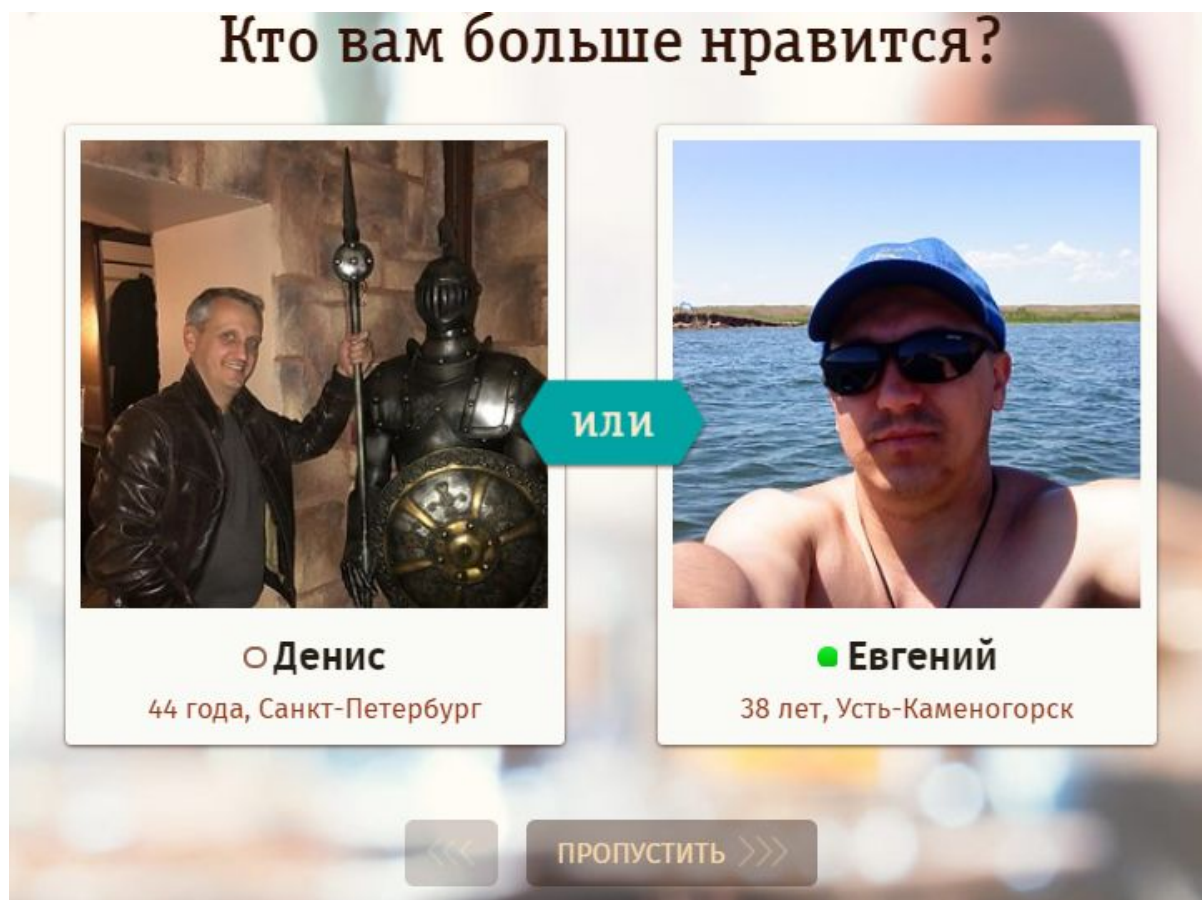 Кто вам больше нравится?
или
Денис
44 года, Санкт-Петербург
Евгений
38 лет, Усть-Каменогорск
<<< 
ПРОПУСТИТЬ >>>